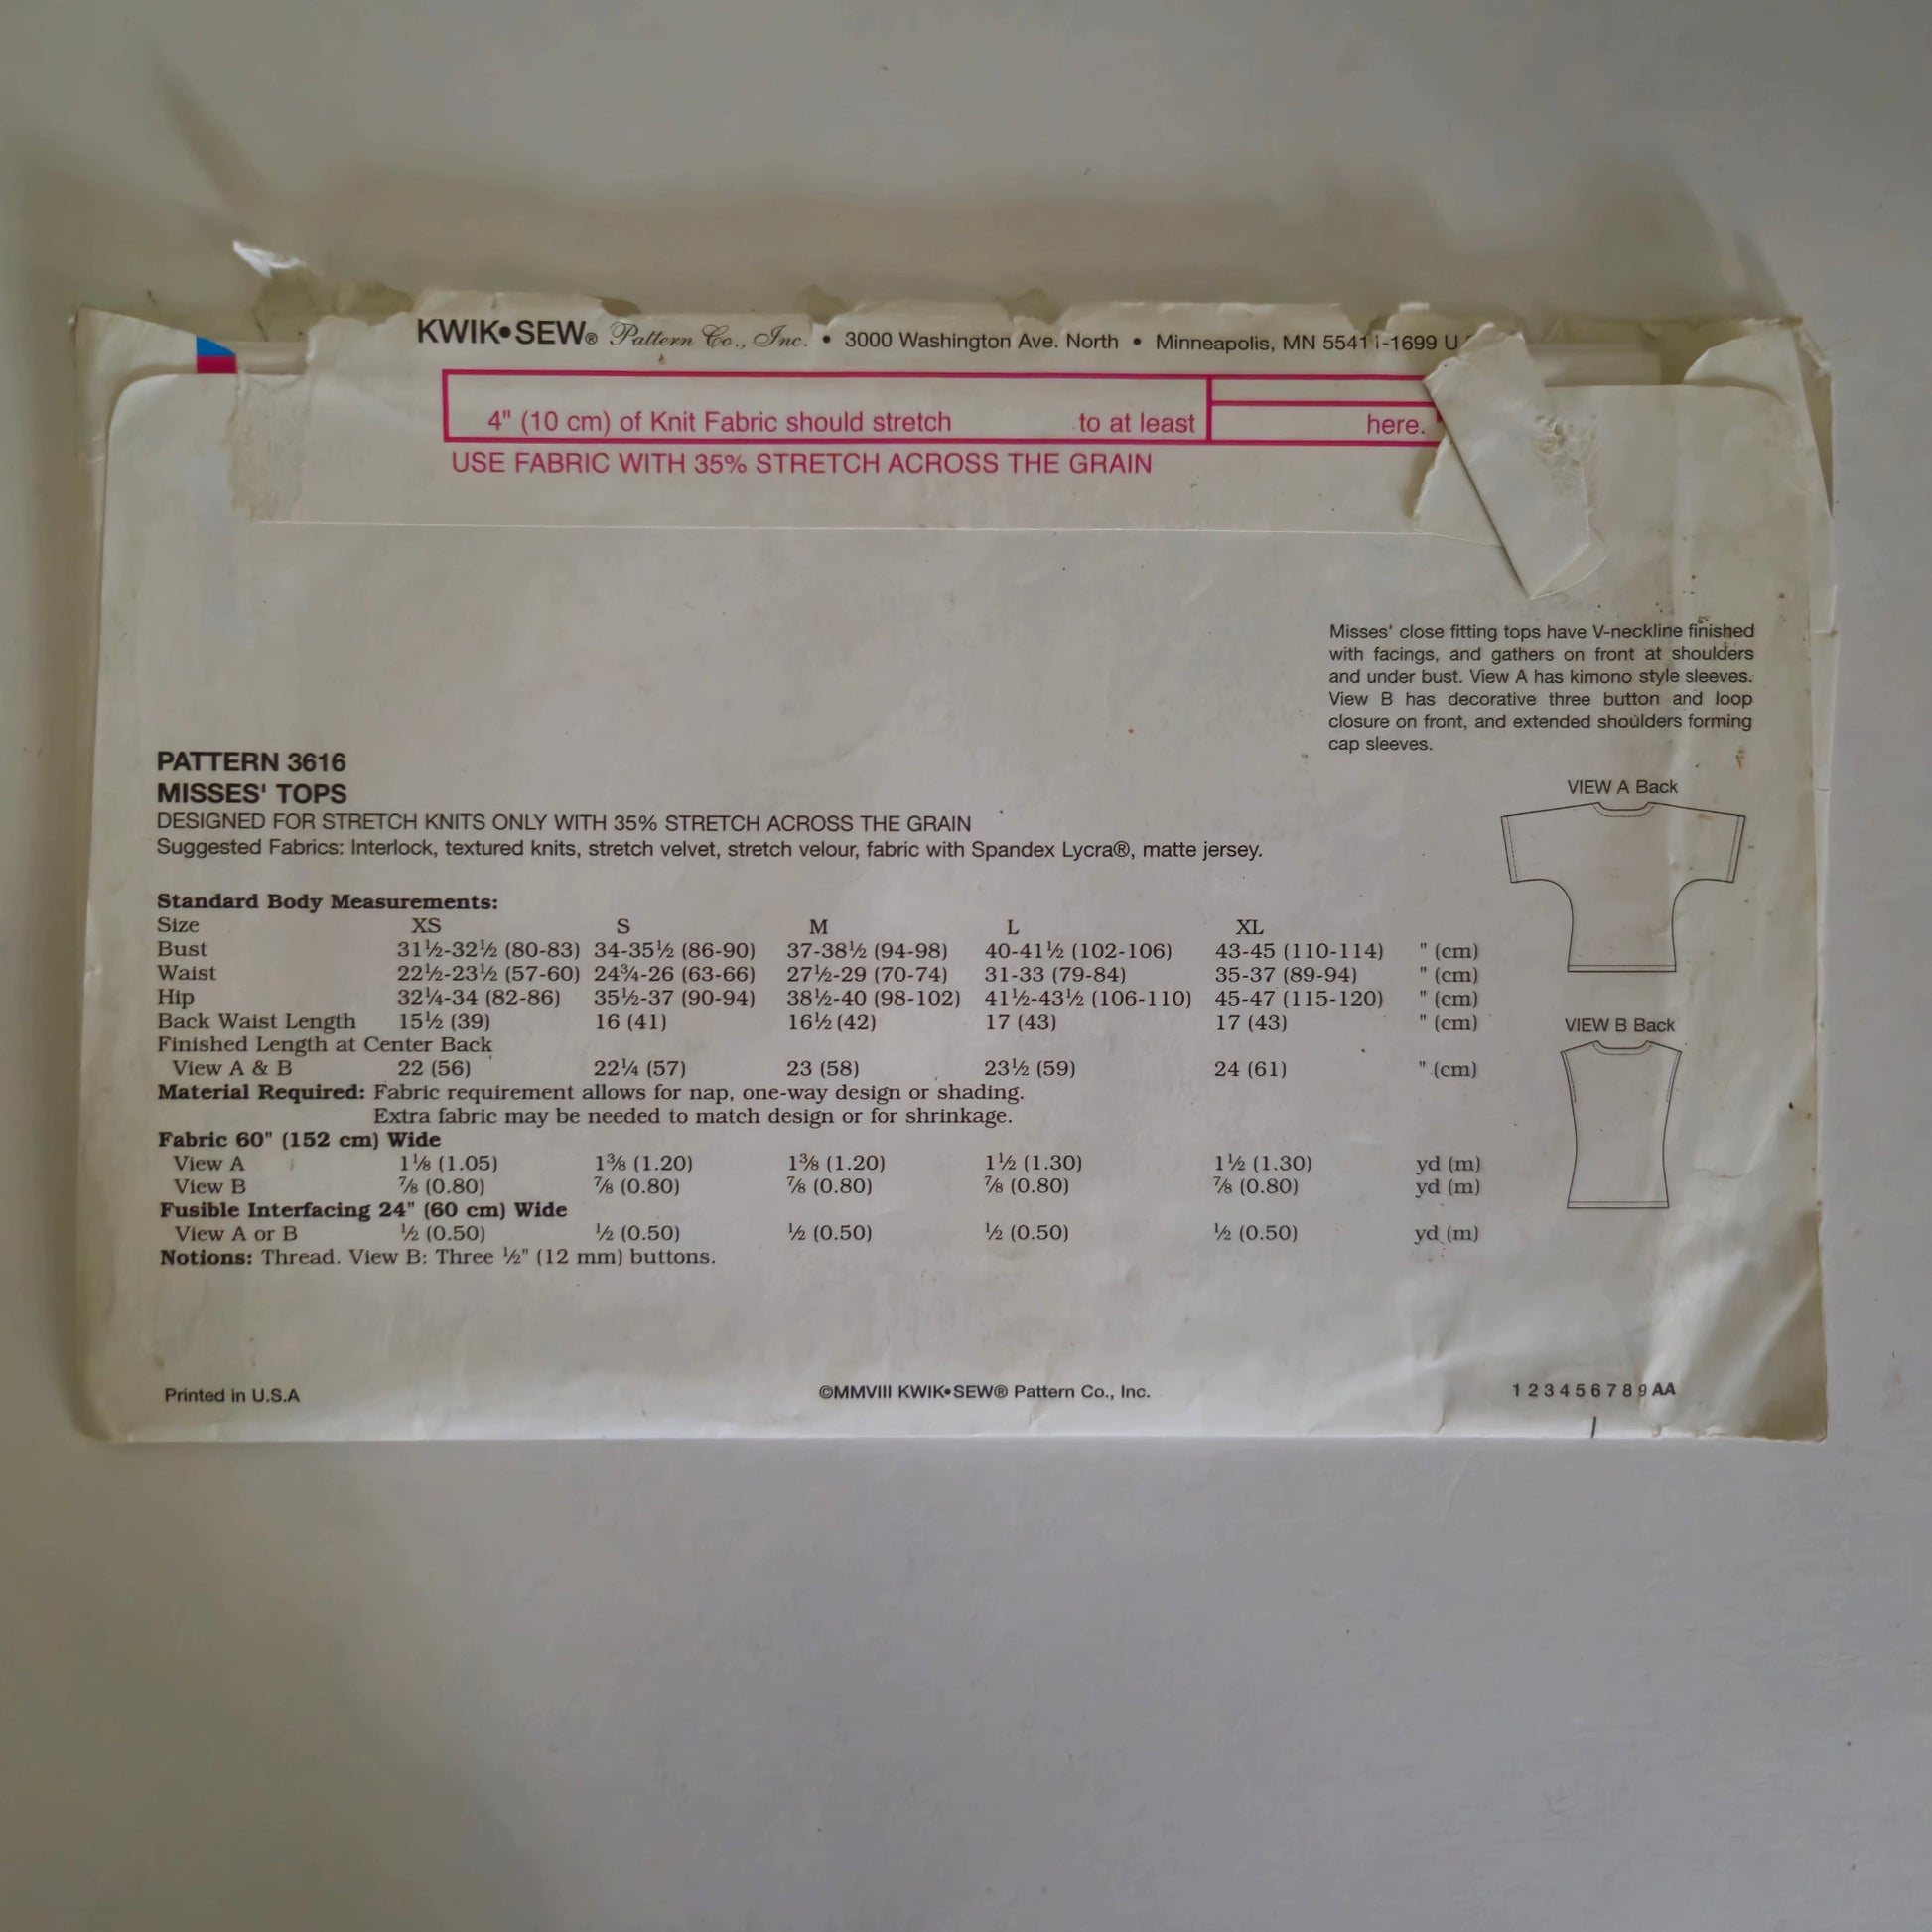 KWIK•SEW® Pattern Co., Inc. • 3000 Washington Ave. North • Minneapolis, MN 55411-1699 U
4" (10 cm) of Knit Fabric should stretch to at least here.
USE FABRIC WITH 35% STRETCH ACROSS THE GRAIN
Misses' close fitting tops have V-neckline finished
with facings, and gathers on front at shoulders
and under bust. View A has kimono style sleeves.
View B has decorative three button and loop
closure on front, and extended shoulders forming
cap sleeves.
PATTERN 3616
MISSES' TOPS
DESIGNED FOR STRETCH KNITS ONLY WITH 35% STRETCH ACROSS THE GRAIN
Suggested Fabrics: Interlock, textured knits, stretch velvet, stretch velour, fabric with Spandex Lycra®, matte jersey.
VIEW A Back
Standard Body Measurements:
Size XS S M L XL
Bust 31½-32½ (80-83) 34-35½ (86-90) 37-38½ (94-98) 40-41½ (102-106) 43-45 (110-114) " (cm)
Waist 22½-23½ (57-60) 24¾-26 (63-66) 27½-29 (70-74) 31-33 (79-84) 35-37 (89-94) " (cm)
Hip 32¼-34 (82-86) 35½-37 (90-94) 38½-40 (98-102) 41½-43½ (106-110) 45-47 (115-120) " (cm)
Back Waist Length 15½ (39) 16 (41) 16½ (42) 17 (43) 17 (43) " (cm)
VIEW B Back
Finished Length at Center Back
View A & B 22 (56) 22¼ (57) 23 (58) 23½ (59) 24 (61) " (cm)
Material Required: Fabric requirement allows for nap, one-way design or shading.
Extra fabric may be needed to match design or for shrinkage.
Fabric 60" (152 cm) Wide
View A 1⅛ (1.05) 1⅜ (1.20) 1⅜ (1.20) 1½ (1.30) 1½ (1.30) yd (m)
View B ⅞ (0.80) ⅞ (0.80) ⅞ (0.80) ⅞ (0.80) ⅞ (0.80) yd (m)
Fusible Interfacing 24" (60 cm) Wide
View A or B ½ (0.50) ½ (0.50) ½ (0.50) ½ (0.50) ½ (0.50) yd (m)
Notions: Thread. View B: Three ½" (12 mm) buttons.
Printed in U.S.A ©MMVIII KWIK•SEW® Pattern Co., Inc. 1 2 3 4 5 6 7 8 9 AA